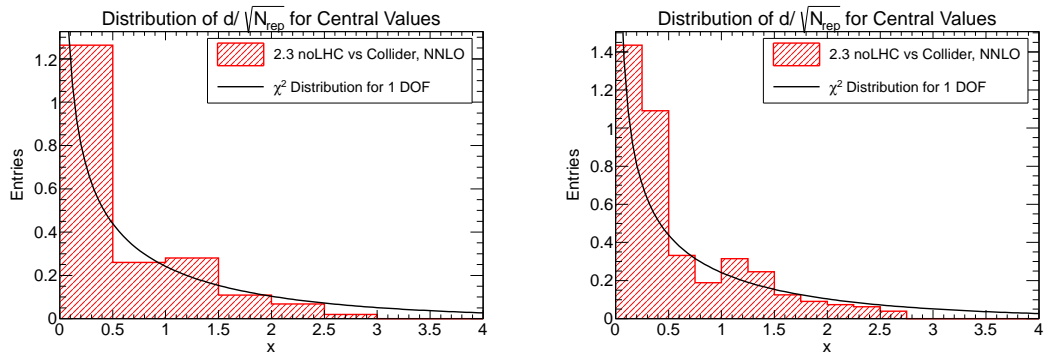 Distribution of d/ √N_rep for Central Values
2.3 noLHC vs Collider, NNLO
χ² Distribution for 1 DOF
Entries
1.2
1
0.8
0.6
0.4
0.2
0
0 0.5 1 1.5 2 2.5 3 3.5 4
x
Distribution of d/ √N_rep for Central Values
2.3 noLHC vs Collider, NNLO
χ² Distribution for 1 DOF
Entries
1.4
1.2
1
0.8
0.6
0.4
0.2
0
0 0.5 1 1.5 2 2.5 3 3.5 4
x